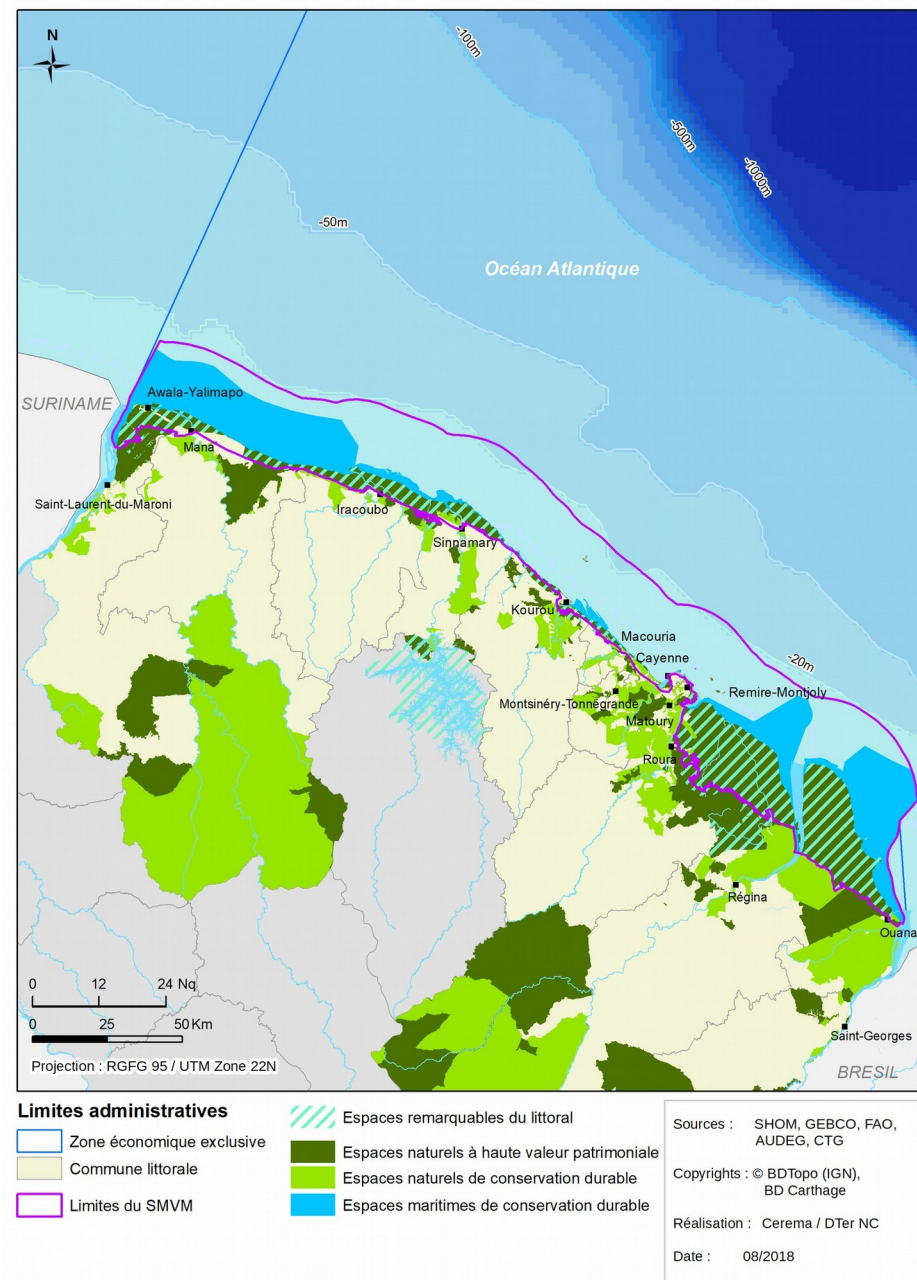 N
-100m
-500m
-1000m
-50m
Océan Atlantique
Awala-Yalimapo
SURINAME
Mana
Saint-Laurent-du-Maroni
Iracoubo
Sinnamary
Kourou
Macouria
Cayenne
-20m
Remire-Montjoly
Montsinéry-Tonnégrande
Matoury
Roura
Régina
Ouana
0 12 24 Nq
0 25 50 Km
Saint-Georges
Projection : RGFG 95 / UTM Zone 22N
BRESIL
Limites administratives
Zone économique exclusive
Commune littorale
Limites du SMVM
Espaces remarquables du littoral
Espaces naturels à haute valeur patrimoniale
Espaces naturels de conservation durable
Espaces maritimes de conservation durable
Sources : SHOM, GEBCO, FAO,
AUDEG, CTG
Copyrights : © BDTopo (IGN),
BD Carthage
Réalisation : Cerema / DTer NC
Date : 08/2018